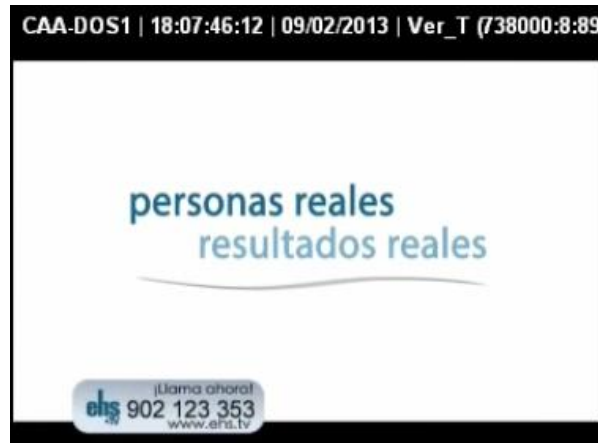 CAA-DOS1 | 18:07:46:12 | 09/02/2013 | Ver_T (738000:8:89
personas reales
resultados reales
¡Llama ahora!
ehs 902 123 353
www.ehs.tv